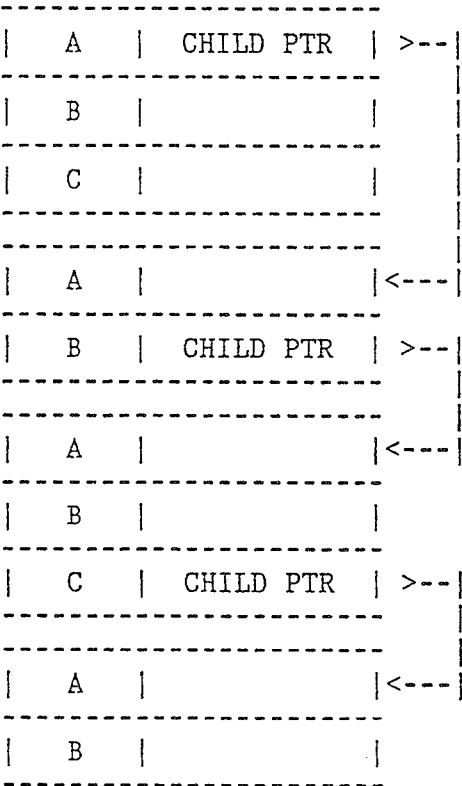 | A | CHILD PTR | >--|
| B | |
| C | |
| A | |<---|
| B | CHILD PTR | >--|
| A | |<---|
| B | |
| C | CHILD PTR | >--|
| A | |<---|
| B | |